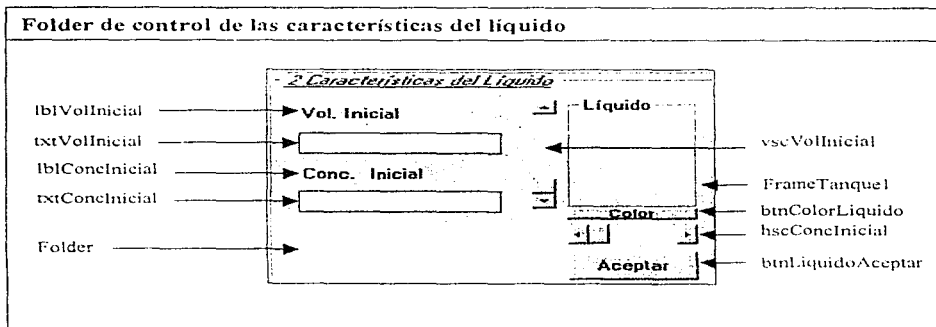 Folder de control de las características del líquido
2 Características del Líquido
lblVolInicial
Vol. Inicial
Líquido
txtVolInicial
vscVolInicial
lblConcInicial
Conc. Inicial
FrameTanque1
txtConcInicial
Color
btnColorLiquido
hscConcInicial
Folder
Aceptar
btnLiquidoAceptar